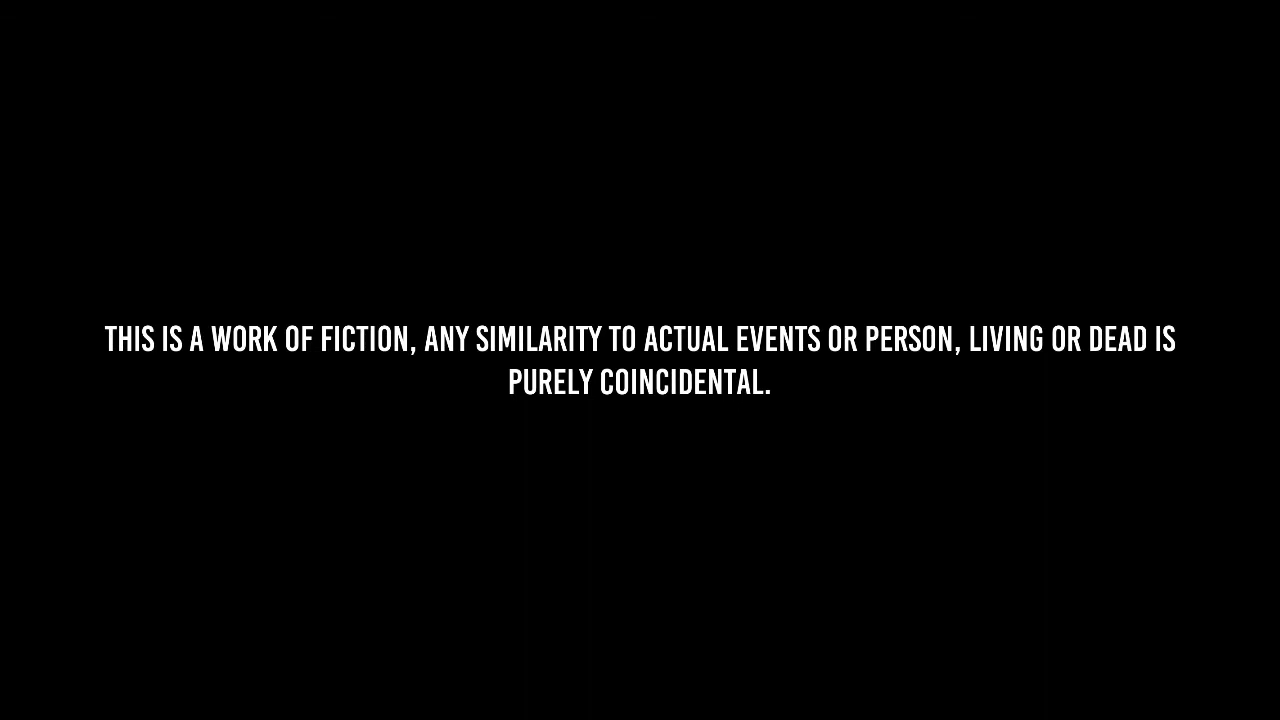 THIS IS A WORK OF FICTION, ANY SIMILARITY TO ACTUAL EVENTS OR PERSON, LIVING OR DEAD IS
PURELY COINCIDENTAL.